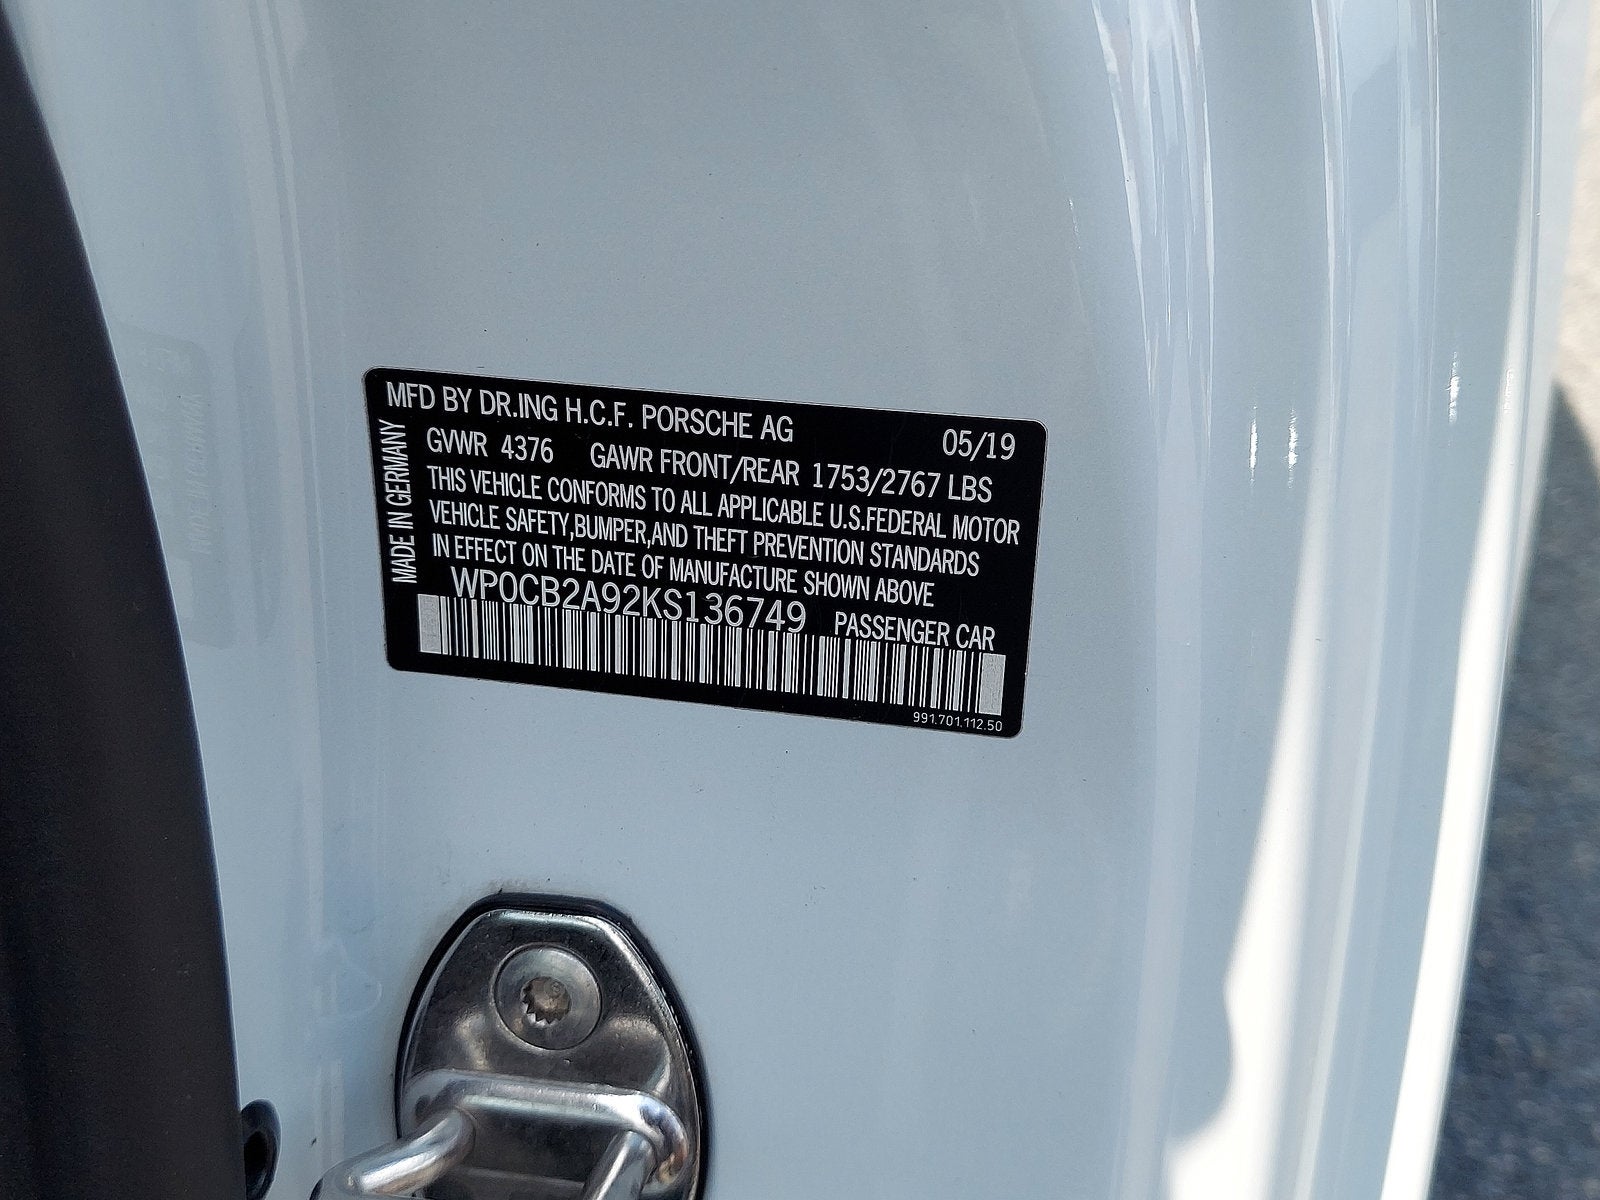 MFD BY DR.ING H.C.F. PORSCHE AG 05/19
GVWR 4376 GAWR FRONT/REAR 1753/2767 LBS
THIS VEHICLE CONFORMS TO ALL APPLICABLE U.S.FEDERAL MOTOR
VEHICLE SAFETY,BUMPER,AND THEFT PREVENTION STANDARDS
IN EFFECT ON THE DATE OF MANUFACTURE SHOWN ABOVE
WP0CB2A92KS136749 PASSENGER CAR
991.701.112.50
MADE IN GERMANY